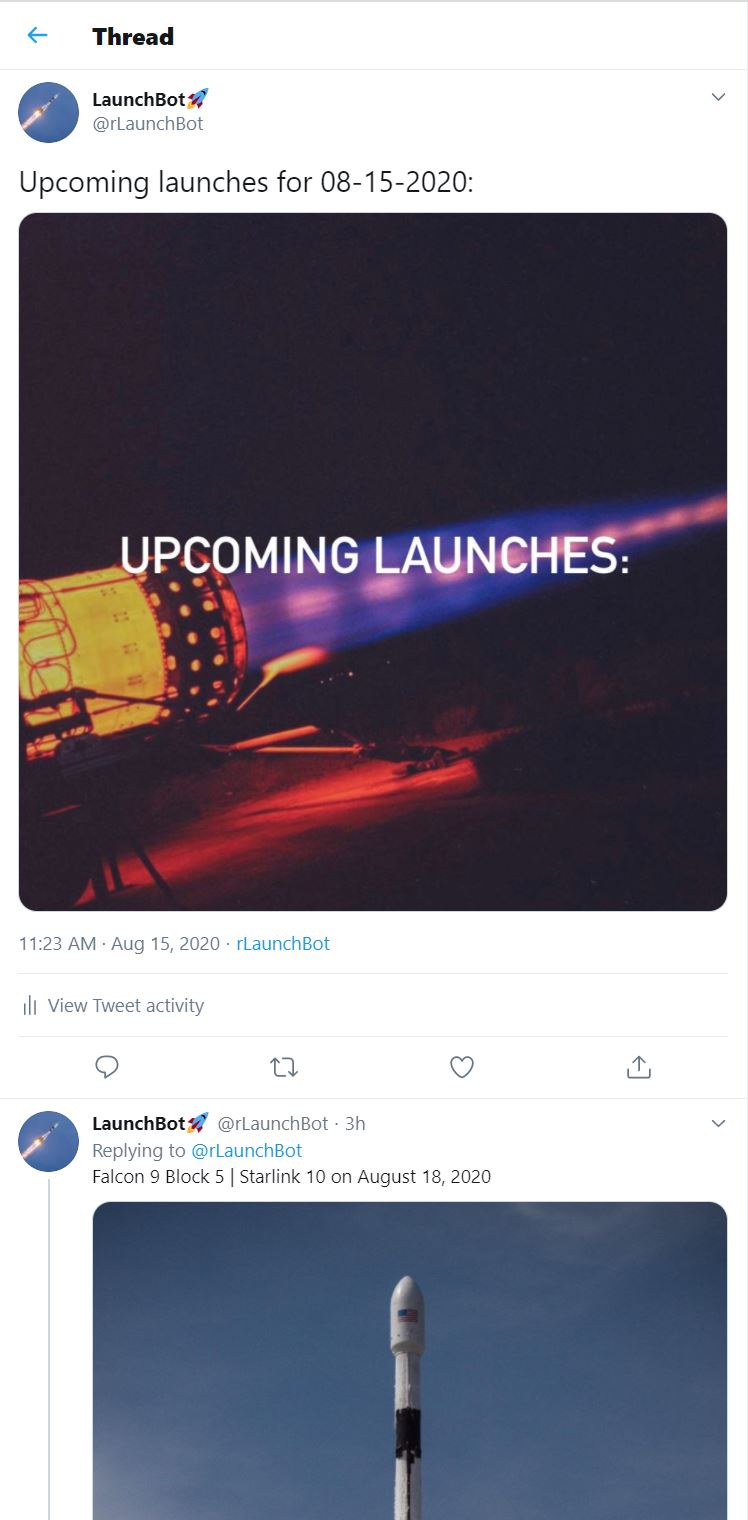 Thread
LaunchBot🚀
@rLaunchBot
Upcoming launches for 08-15-2020:
UPCOMING LAUNCHES:
11:23 AM · Aug 15, 2020 · rLaunchBot
View Tweet activity
LaunchBot🚀 @rLaunchBot · 3h
Replying to @rLaunchBot
Falcon 9 Block 5 | Starlink 10 on August 18, 2020